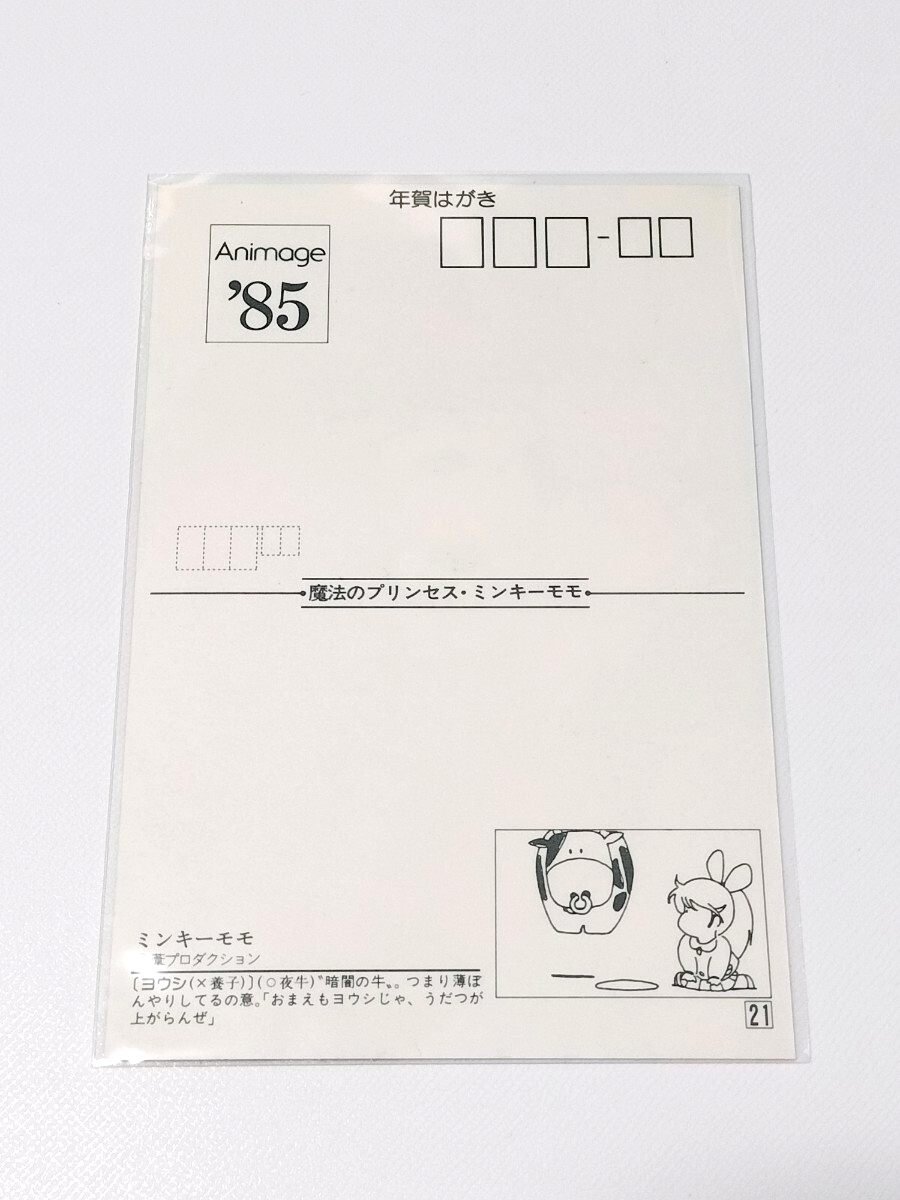 年賀はがき
Animage
'85
魔法のプリンセス・ミンキーモモ
ミンキーモモ
葉プロダクション
〔ヨウシ(×養子)〕(○夜牛)〝暗闇の牛〟。つまり薄ぼ
んやりしてるの意。「おまえもヨウシじゃ、うだつが
上がらんぜ」
21